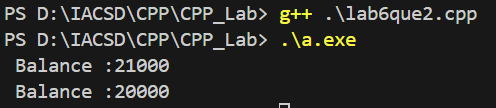 PS D:\IACSD\CPP\CPP_Lab> g++ .\lab6que2.cpp
PS D:\IACSD\CPP\CPP_Lab> .\a.exe
 Balance :21000
 Balance :20000